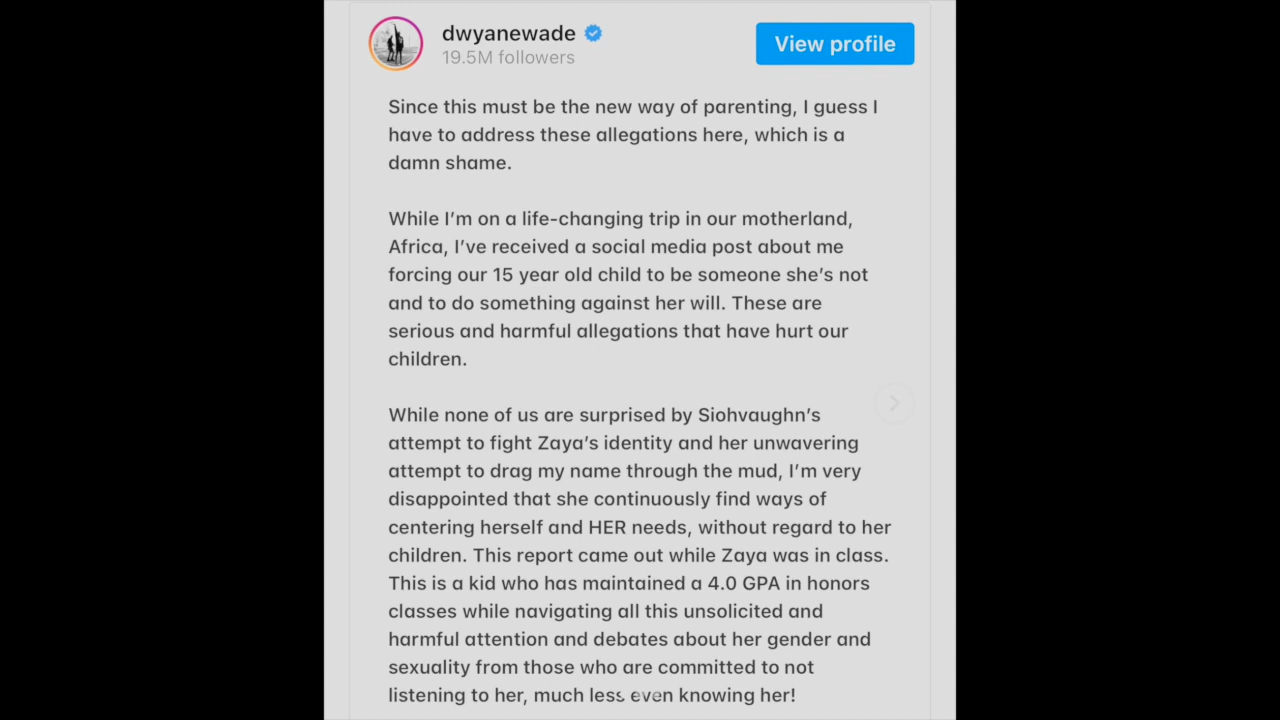 dwyanewade
19.5M followers
View profile
Since this must be the new way of parenting, I guess I
have to address these allegations here, which is a
damn shame.
While I’m on a life-changing trip in our motherland,
Africa, I’ve received a social media post about me
forcing our 15 year old child to be someone she’s not
and to do something against her will. These are
serious and harmful allegations that have hurt our
children.
While none of us are surprised by Siohvaughn’s
attempt to fight Zaya’s identity and her unwavering
attempt to drag my name through the mud, I’m very
disappointed that she continuously find ways of
centering herself and HER needs, without regard to her
children. This report came out while Zaya was in class.
This is a kid who has maintained a 4.0 GPA in honors
classes while navigating all this unsolicited and
harmful attention and debates about her gender and
sexuality from those who are committed to not
listening to her, much less even knowing her!